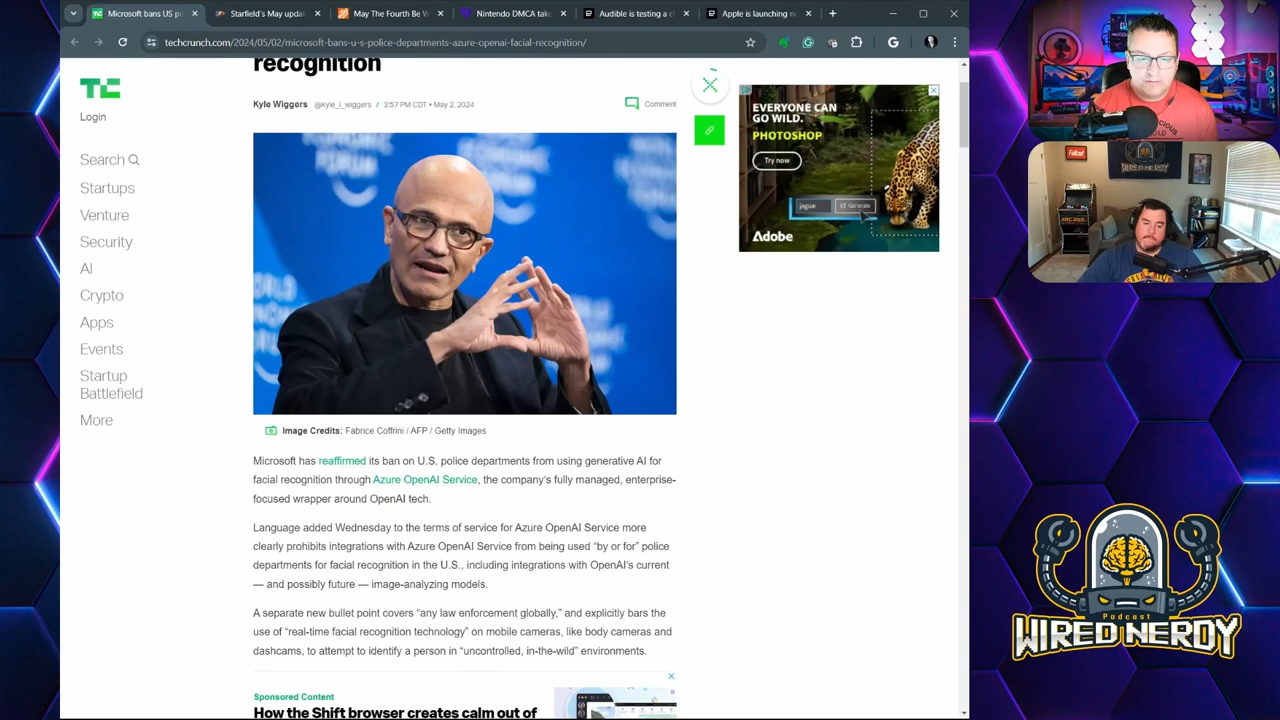 Microsoft bans US po
Starfield's May updat
May The Fourth Be W
Nintendo DMCA take
Audible is testing a c
Apple is launching n
techcrunch.com/2024/05/02/microsoft-bans-u-s-police-departments-azure-openai-facial-recognition/
recognition
Kyle Wiggers @kyle_l_wiggers / 3:57 PM CDT • May 2, 2024
Comment
TC
Login
Search
Startups
Venture
Security
AI
Crypto
Apps
Events
Startup
Battlefield
More
EVERYONE CAN
GO WILD.
PHOTOSHOP
Try now
jaguar
Generate
Adobe
Image Credits: Fabrice Coffrini / AFP / Getty Images
Microsoft has reaffirmed its ban on U.S. police departments from using generative AI for
facial recognition through Azure OpenAI Service, the company's fully managed, enterprise-
focused wrapper around OpenAI tech.
Language added Wednesday to the terms of service for Azure OpenAI Service more
clearly prohibits integrations with Azure OpenAI Service from being used “by or for” police
departments for facial recognition in the U.S., including integrations with OpenAI's current
— and possibly future — image-analyzing models.
A separate new bullet point covers “any law enforcement globally,” and explicitly bars the
use of “real-time facial recognition technology” on mobile cameras, like body cameras and
dashcams, to attempt to identify a person in “uncontrolled, in-the-wild” environments.
Sponsored Content
How the Shift browser creates calm out of
Fallout
WIRED NERDY
ARCADE
Podcast
WIRED NERDY